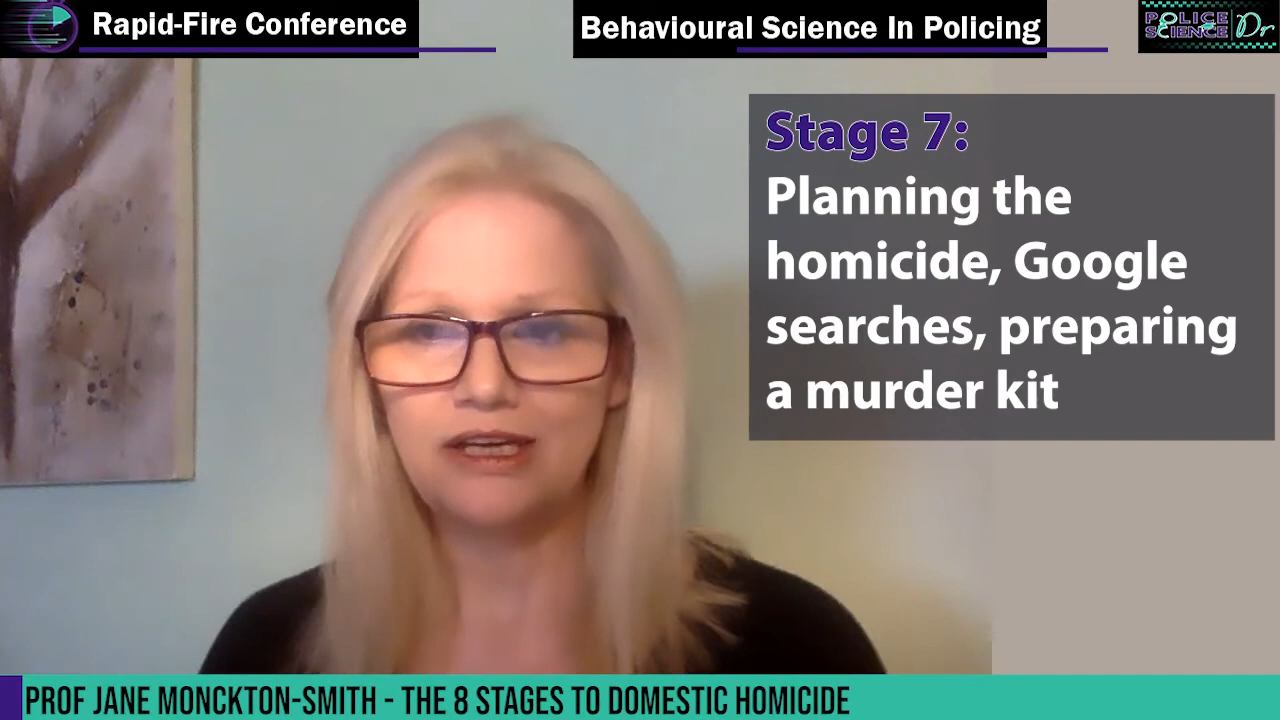 Rapid-Fire Conference
Behavioural Science In Policing
POLICE
SCIENCE Dr
Stage 7:
Planning the
homicide, Google
searches, preparing
a murder kit
PROF JANE MONCKTON-SMITH - THE 8 STAGES TO DOMESTIC HOMICIDE